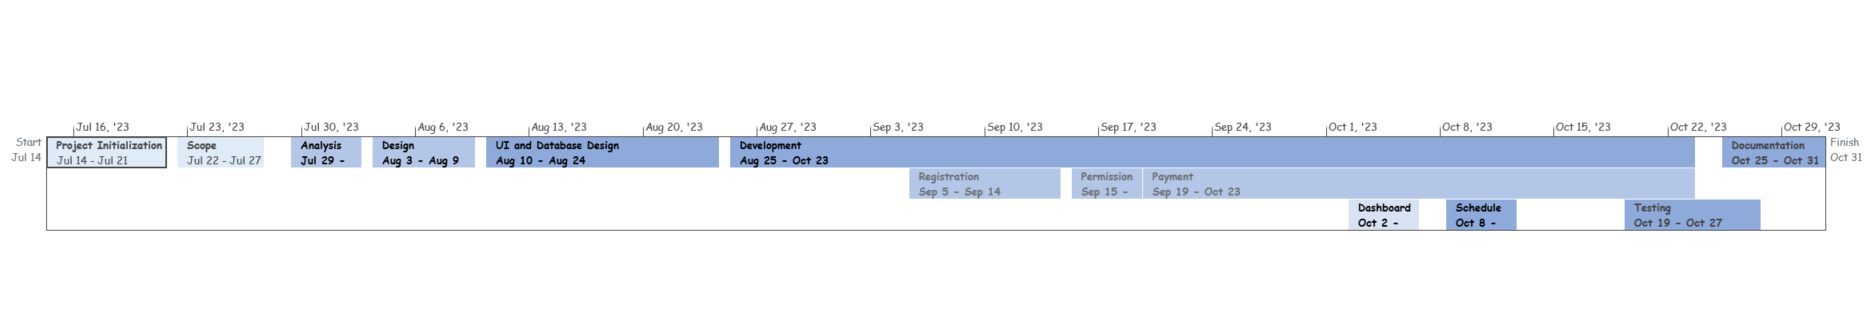 Jul 16, '23
Jul 23, '23
Jul 30, '23
Aug 6, '23
Aug 13, '23
Aug 20, '23
Aug 27, '23
Sep 3, '23
Sep 10, '23
Sep 17, '23
Sep 24, '23
Oct 1, '23
Oct 8, '23
Oct 15, '23
Oct 22, '23
Oct 29, '23
Start
Jul 14
Project Initialization
Jul 14 - Jul 21
Scope
Jul 22 - Jul 27
Analysis
Jul 29 -
Design
Aug 3 - Aug 9
UI and Database Design
Aug 10 - Aug 24
Development
Aug 25 - Oct 23
Documentation
Oct 25 - Oct 31
Finish
Oct 31
Registration
Sep 5 - Sep 14
Permission
Sep 15 -
Payment
Sep 19 - Oct 23
Dashboard
Oct 2 -
Schedule
Oct 8 -
Testing
Oct 19 - Oct 27